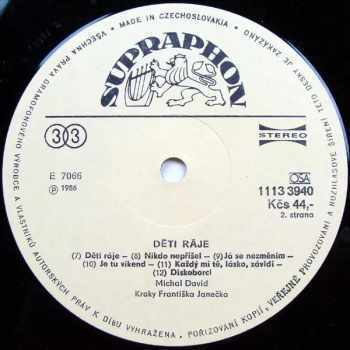 MADE IN CZECHOSLOVAKIA
VŠECHNA PRÁVA GRAMOFONOVÉHO VÝROBCE A VLASTNÍKŮ AUTORSKÝCH PRÁV K DÍLU VYHRAŽENA. POŘIZOVÁNÍ KOPIÍ, VEŘEJNÉ PROVOZOVÁNÍ A ROZHLASOVÉ ŠÍŘENÍ TÉTO DESKY JE ZAKÁZÁNO
SUPRAPHON
33
STEREO
E 7066
Ⓟ 1986
OSA
1113 3940
Kčs 44,-
2. strana
DĚTI RÁJE
(7) Děti ráje – (8) Nikdo nepřišel – (9) Já se nezměním –
(10) Je tu víkend – (11) Každý mi tě, lásko, závidí –
(12) Diskoborci
Michal David
Kroky Františka Janečka